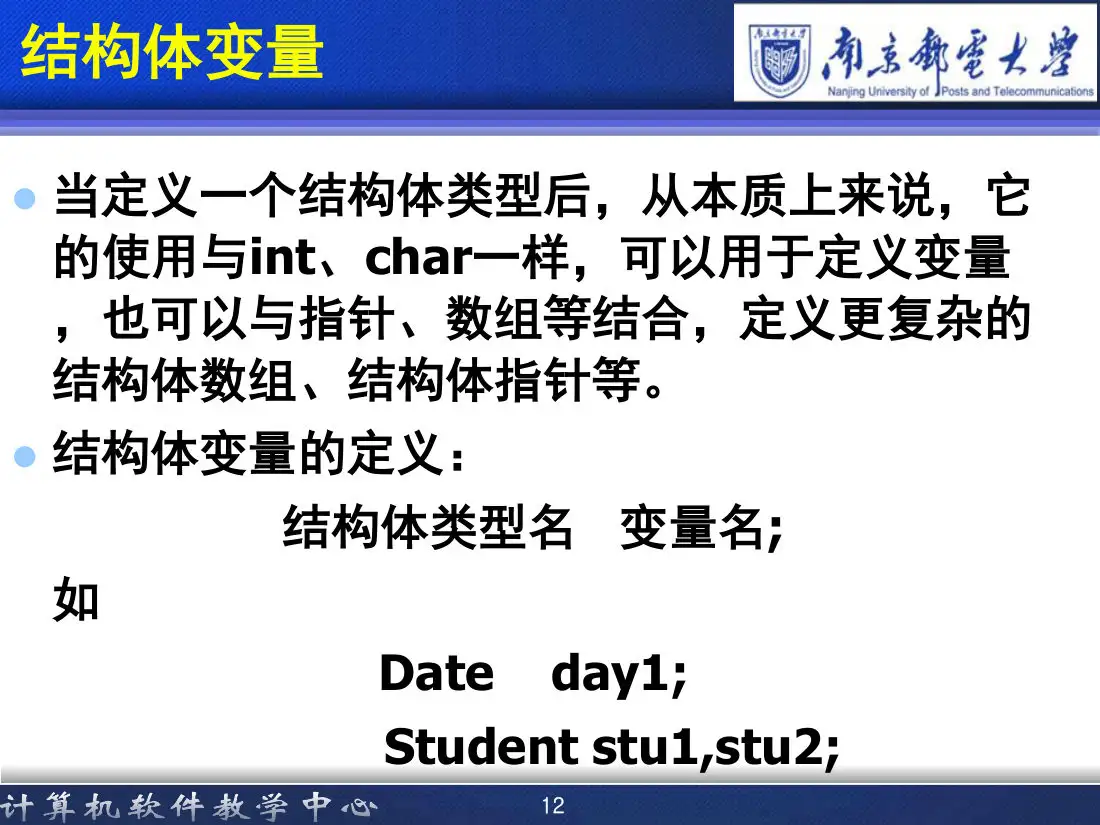 结构体变量
南京邮电大学
Nanjing University of Posts and Telecommunications
当定义一个结构体类型后，从本质上来说，它
的使用与int、char一样，可以用于定义变量
，也可以与指针、数组等结合，定义更复杂的
结构体数组、结构体指针等。
结构体变量的定义：
结构体类型名 变量名;
如
Date day1;
Student stu1,stu2;
计算机软件教学中心
12